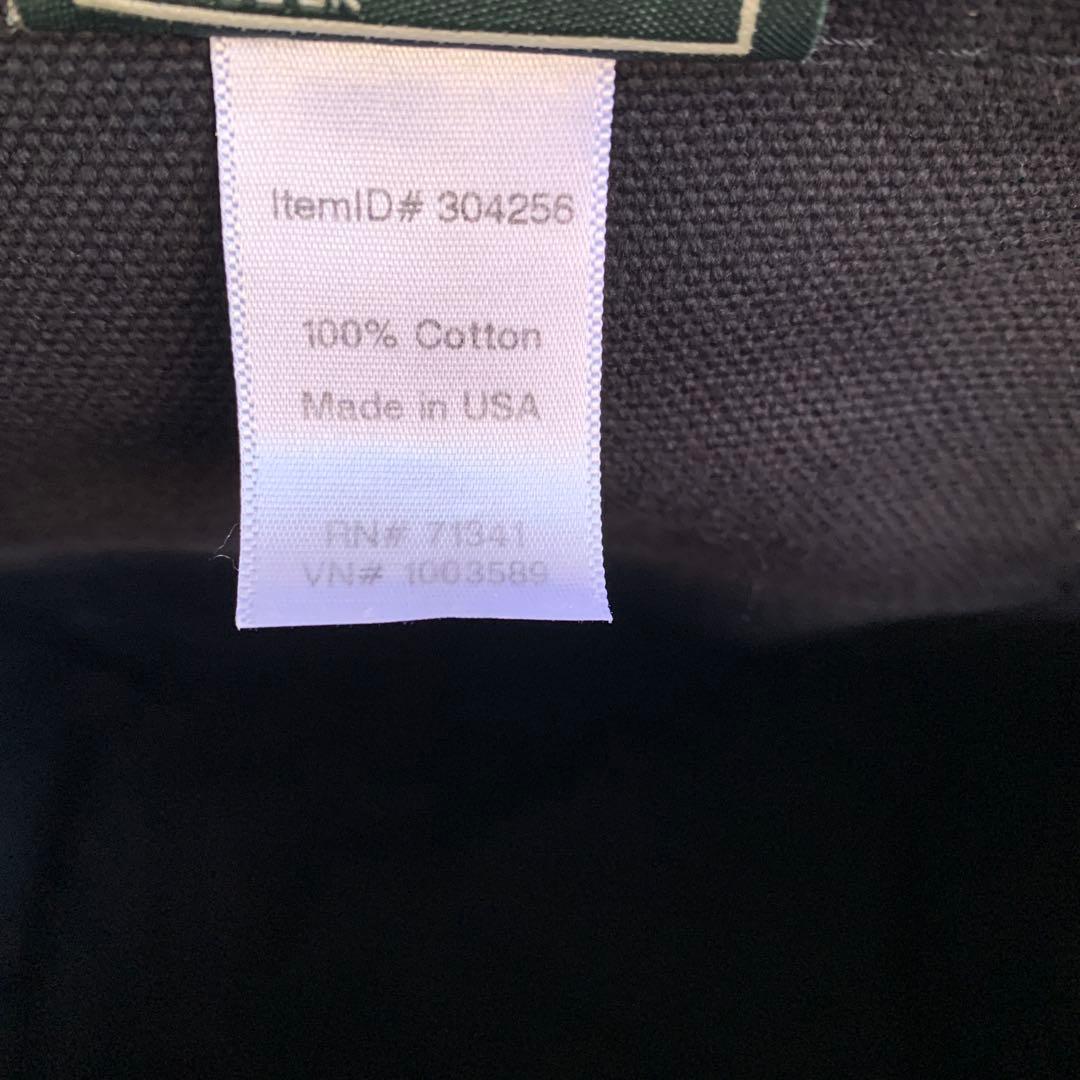 ItemID# 304256
100% Cotton
Made in USA
RN# 71341
VN# 1003589